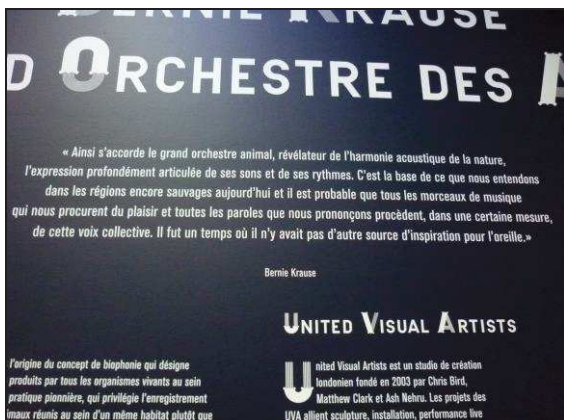 BERNIE KRAUSE
D ORCHESTRE DES
« Ainsi s'accorde le grand orchestre animal, révélateur de l'harmonie acoustique de la nature,
l'expression profondément articulée de ses sons et de ses rythmes. C'est la base de ce que nous entendons
dans les régions encore sauvages aujourd'hui et il est probable que tous les morceaux de musique
qui nous procurent du plaisir et toutes les paroles que nous prononçons procèdent, dans une certaine mesure,
de cette voix collective. Il fut un temps où il n'y avait pas d'autre source d'inspiration pour l'oreille.»
Bernie Krause
l'origine du concept de biophonie qui désigne
produits par tous les organismes vivants au sein
pratique pionnière, qui privilégie l'enregistrement
imaux réunis au sein d'un même habitat plutôt que
UNITED VISUAL ARTISTS
United Visual Artists est un studio de création
londonien fondé en 2003 par Chris Bird,
Matthew Clark et Ash Nehru. Les projets des
UVA allient sculpture, installation, performance live